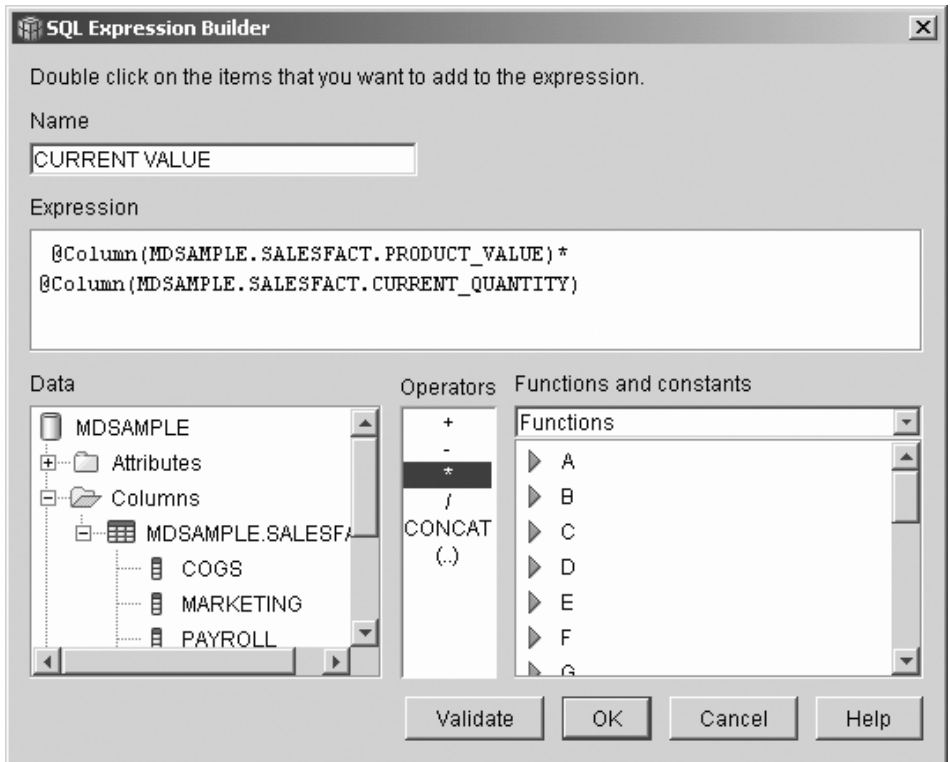 SQL Expression Builder
Double click on the items that you want to add to the expression.
Name
CURRENT VALUE
Expression
@Column(MDSAMPLE.SALESFACT.PRODUCT_VALUE)*
@Column(MDSAMPLE.SALESFACT.CURRENT_QUANTITY)
Data
MDSAMPLE
Attributes
Columns
MDSAMPLE.SALESFA
COGS
MARKETING
PAYROLL
Operators
+
-
*
/
CONCAT
(..)
Functions and constants
Functions
A
B
C
D
E
F
G
Validate
OK
Cancel
Help